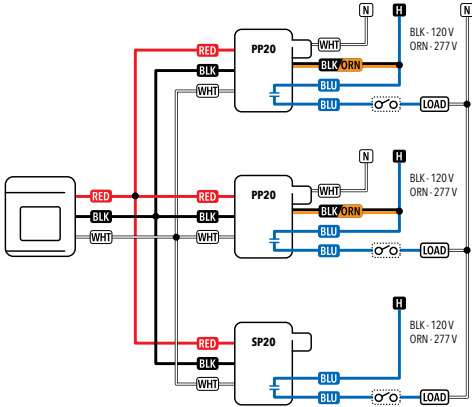 N H N
RED PP20 WHT BLK - 120 V
ORN - 277 V
BLK BLK/ORN
WHT BLU
BLU LOAD
N H
RED RED PP20 WHT BLK - 120 V
ORN - 277 V
BLK BLK BLK/ORN
WHT WHT BLU
BLU LOAD
H
RED SP20 BLK - 120 V
ORN - 277 V
BLK
WHT BLU
BLU LOAD